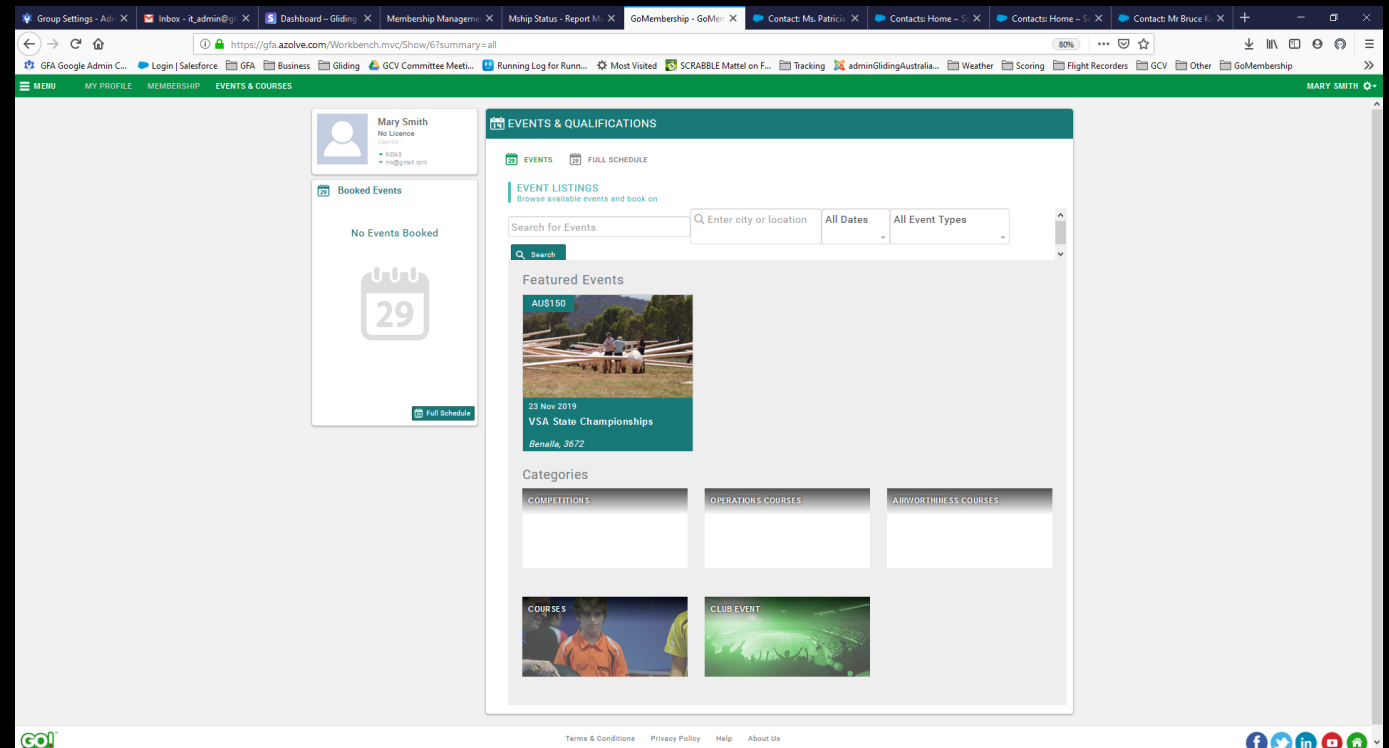 Group Settings - Adn
Inbox - it_admin@gl
Dashboard – Gliding
Membership Manageme
Mship Status - Report M
GoMembership - GoMem
Contact: Ms. Patricia
Contacts: Home ~ Sa
Contacts: Home ~ Sa
Contact: Mr Bruce K
https://gfa.azolve.com/Workbench.mvc/Show/6?summary=all
80%
GFA Google Admin C...
Login | Salesforce
GFA
Business
Gliding
GCV Committee Meeti...
Running Log for Runn...
Most Visited
SCRABBLE Mattel on F...
Tracking
adminGlidingAustralia...
Weather
Scoring
Flight Recorders
GCV
Other
GoMembership
MENU
MY PROFILE
MEMBERSHIP
EVENTS & COURSES
MARY SMITH
Mary Smith
No Licence
Expires -
90048
ms@gmail.com
Booked Events
No Events Booked
29
Full Schedule
EVENTS & QUALIFICATIONS
EVENTS
FULL SCHEDULE
EVENT LISTINGS
Browse available events and book on
Search for Events
Enter city or location
All Dates
All Event Types
Search
Featured Events
AU$150
23 Nov 2019
VSA State Championships
Benalla, 3672
Categories
COMPETITIONS
OPERATIONS COURSES
AIRWORTHINESS COURSES
COURSES
CLUB EVENT
GO!
Terms & Conditions
Privacy Policy
Help
About Us